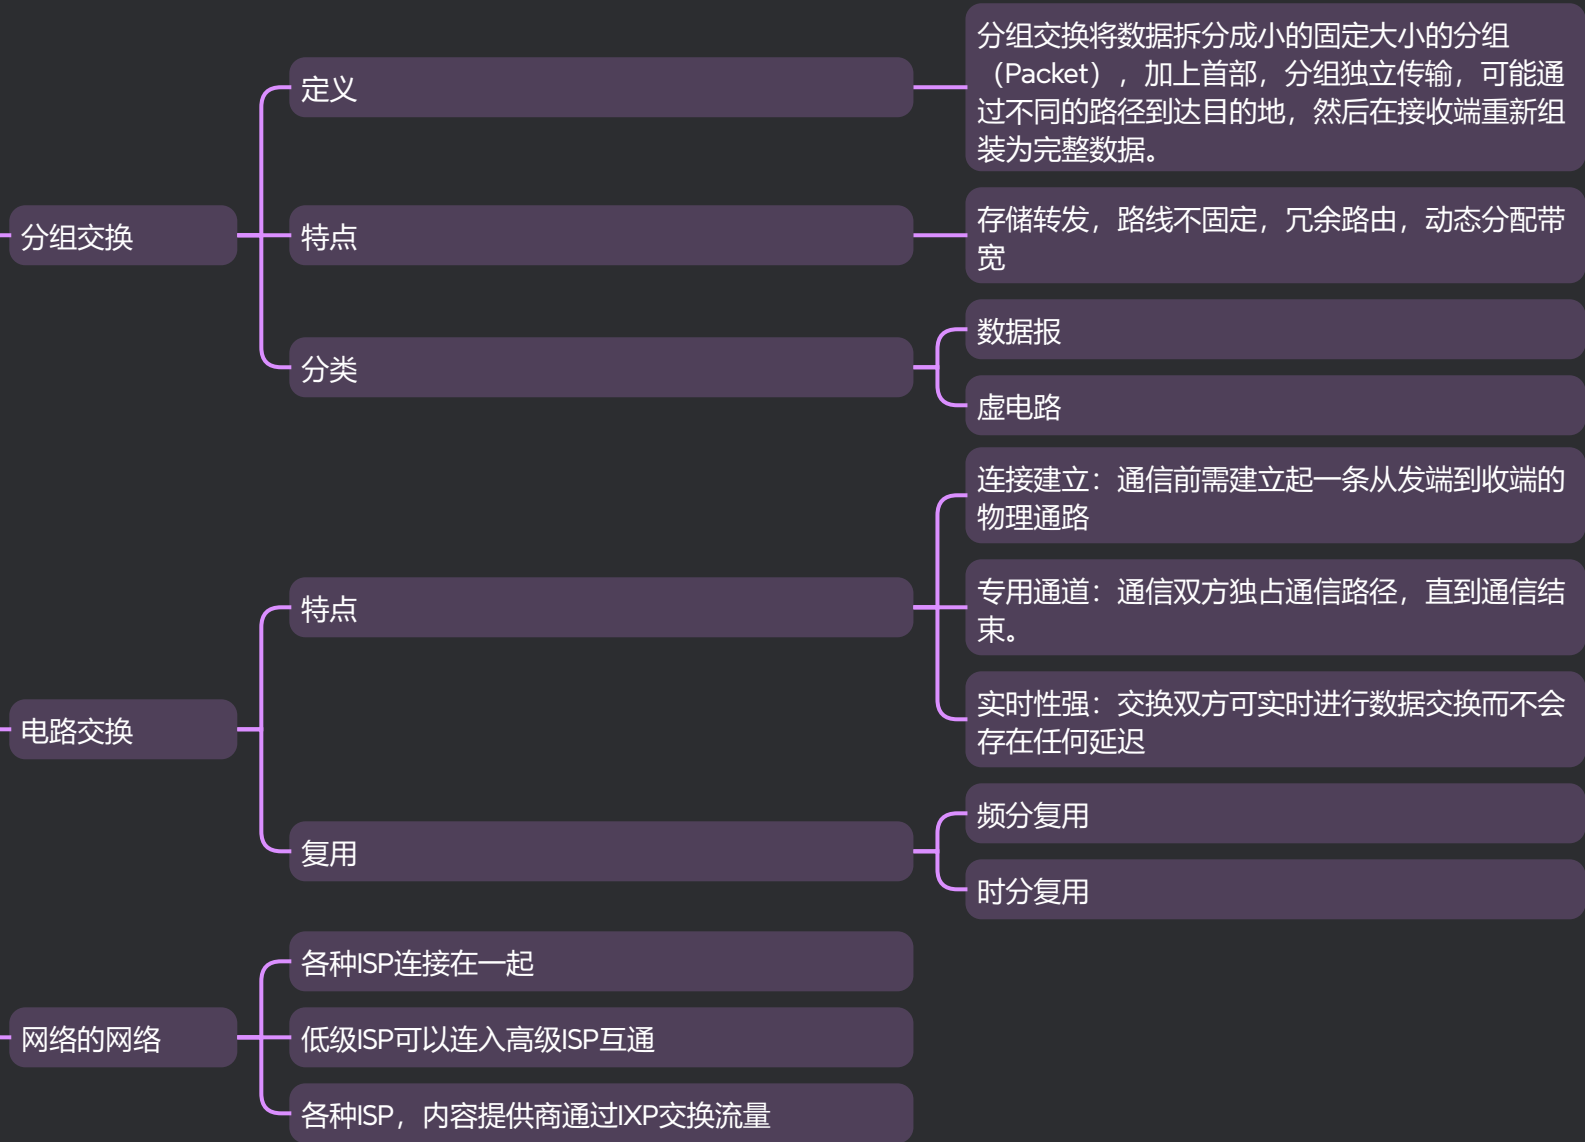 分组交换
定义
分组交换将数据拆分成小的固定大小的分组
（Packet），加上首部，分组独立传输，可能通
过不同的路径到达目的地，然后在接收端重新组
装为完整数据。
特点
存储转发，路线不固定，冗余路由，动态分配带
宽
分类
数据报
虚电路
电路交换
特点
连接建立：通信前需建立起一条从发端到收端的
物理通路
专用通道：通信双方独占通信路径，直到通信结
束。
实时性强：交换双方可实时进行数据交换而不会
存在任何延迟
复用
频分复用
时分复用
网络的网络
各种ISP连接在一起
低级ISP可以连入高级ISP互通
各种ISP，内容提供商通过IXP交换流量